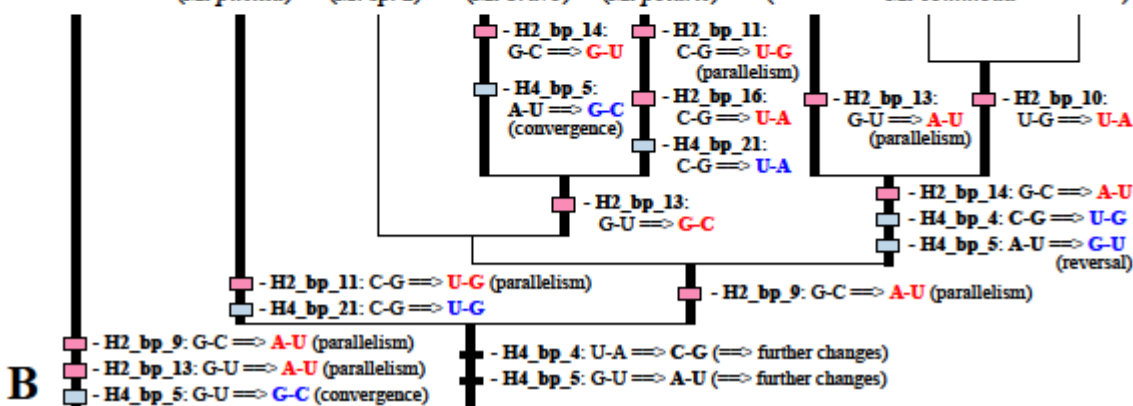 - H2_bp_14:
G-C ==> G-U
- H4_bp_5:
A-U ==> G-C
(convergence)
- H2_bp_11:
C-G ==> U-G
(parallelism)
- H2_bp_16:
C-G ==> U-A
- H4_bp_21:
C-G ==> U-A
- H2_bp_13:
G-U ==> A-U
(parallelism)
- H2_bp_10:
U-G ==> U-A
- H2_bp_13:
G-U ==> G-C
- H2_bp_14: G-C ==> A-U
- H4_bp_4: C-G ==> U-G
- H4_bp_5: A-U ==> G-U
(reversal)
- H2_bp_11: C-G ==> U-G (parallelism)
- H4_bp_21: C-G ==> U-G
- H2_bp_9: G-C ==> A-U (parallelism)
- H2_bp_9: G-C ==> A-U (parallelism)
- H2_bp_13: G-U ==> A-U (parallelism)
- H4_bp_5: G-U ==> G-C (convergence)
- H4_bp_4: U-A ==> C-G (==> further changes)
- H4_bp_5: G-U ==> A-U (==> further changes)
B